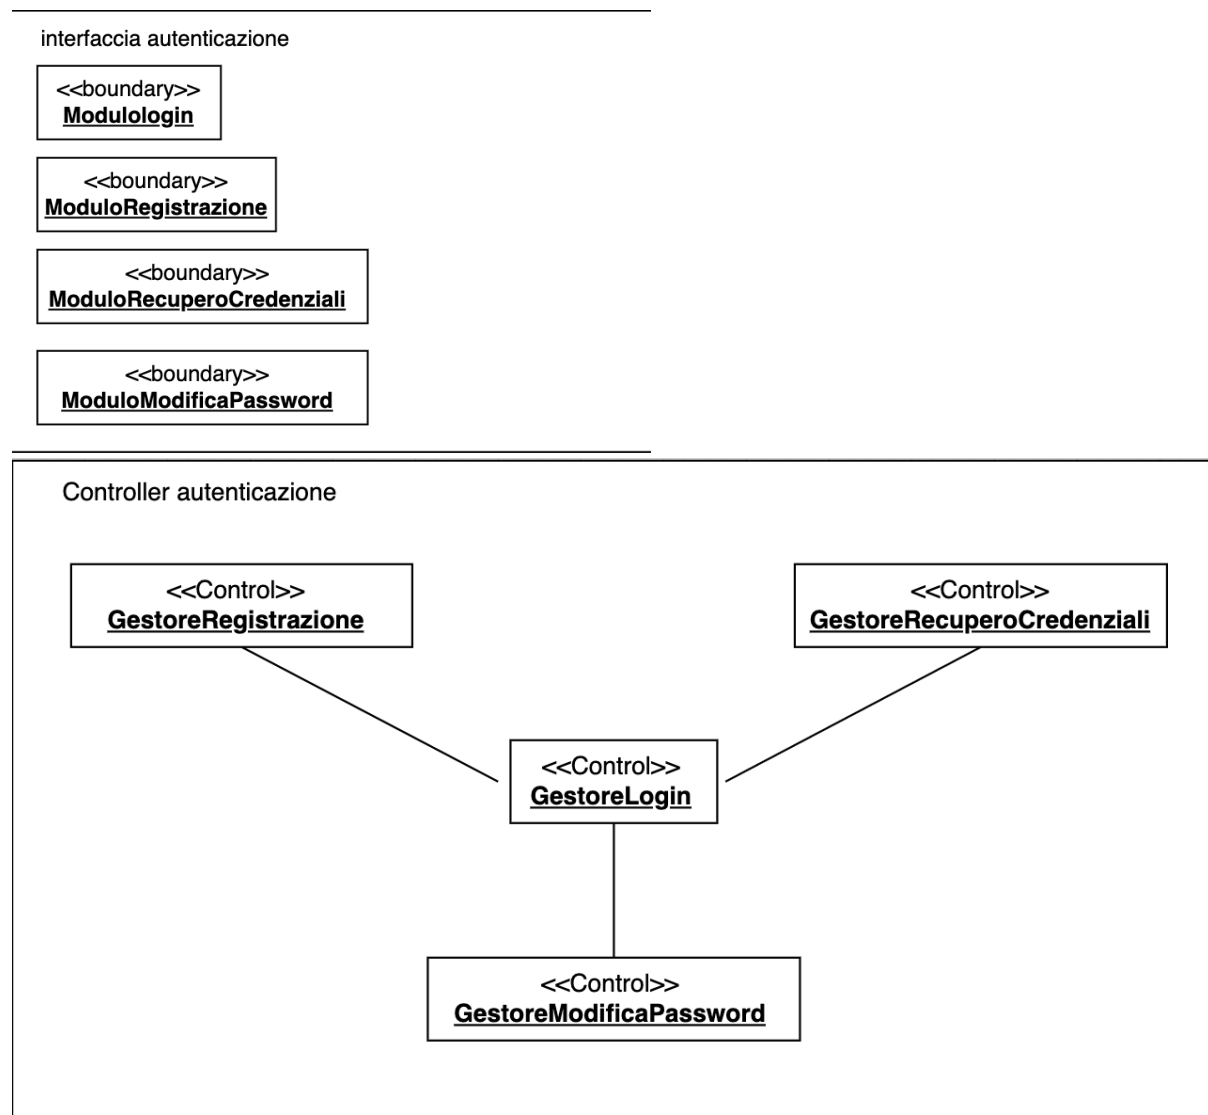 interfaccia autenticazione
<<boundary>>
Modulologin
<<boundary>>
ModuloRegistrazione
<<boundary>>
ModuloRecuperoCredenziali
<<boundary>>
ModuloModificaPassword
Controller autenticazione
<<Control>>
GestoreRegistrazione
<<Control>>
GestoreRecuperoCredenziali
<<Control>>
GestoreLogin
<<Control>>
GestoreModificaPassword